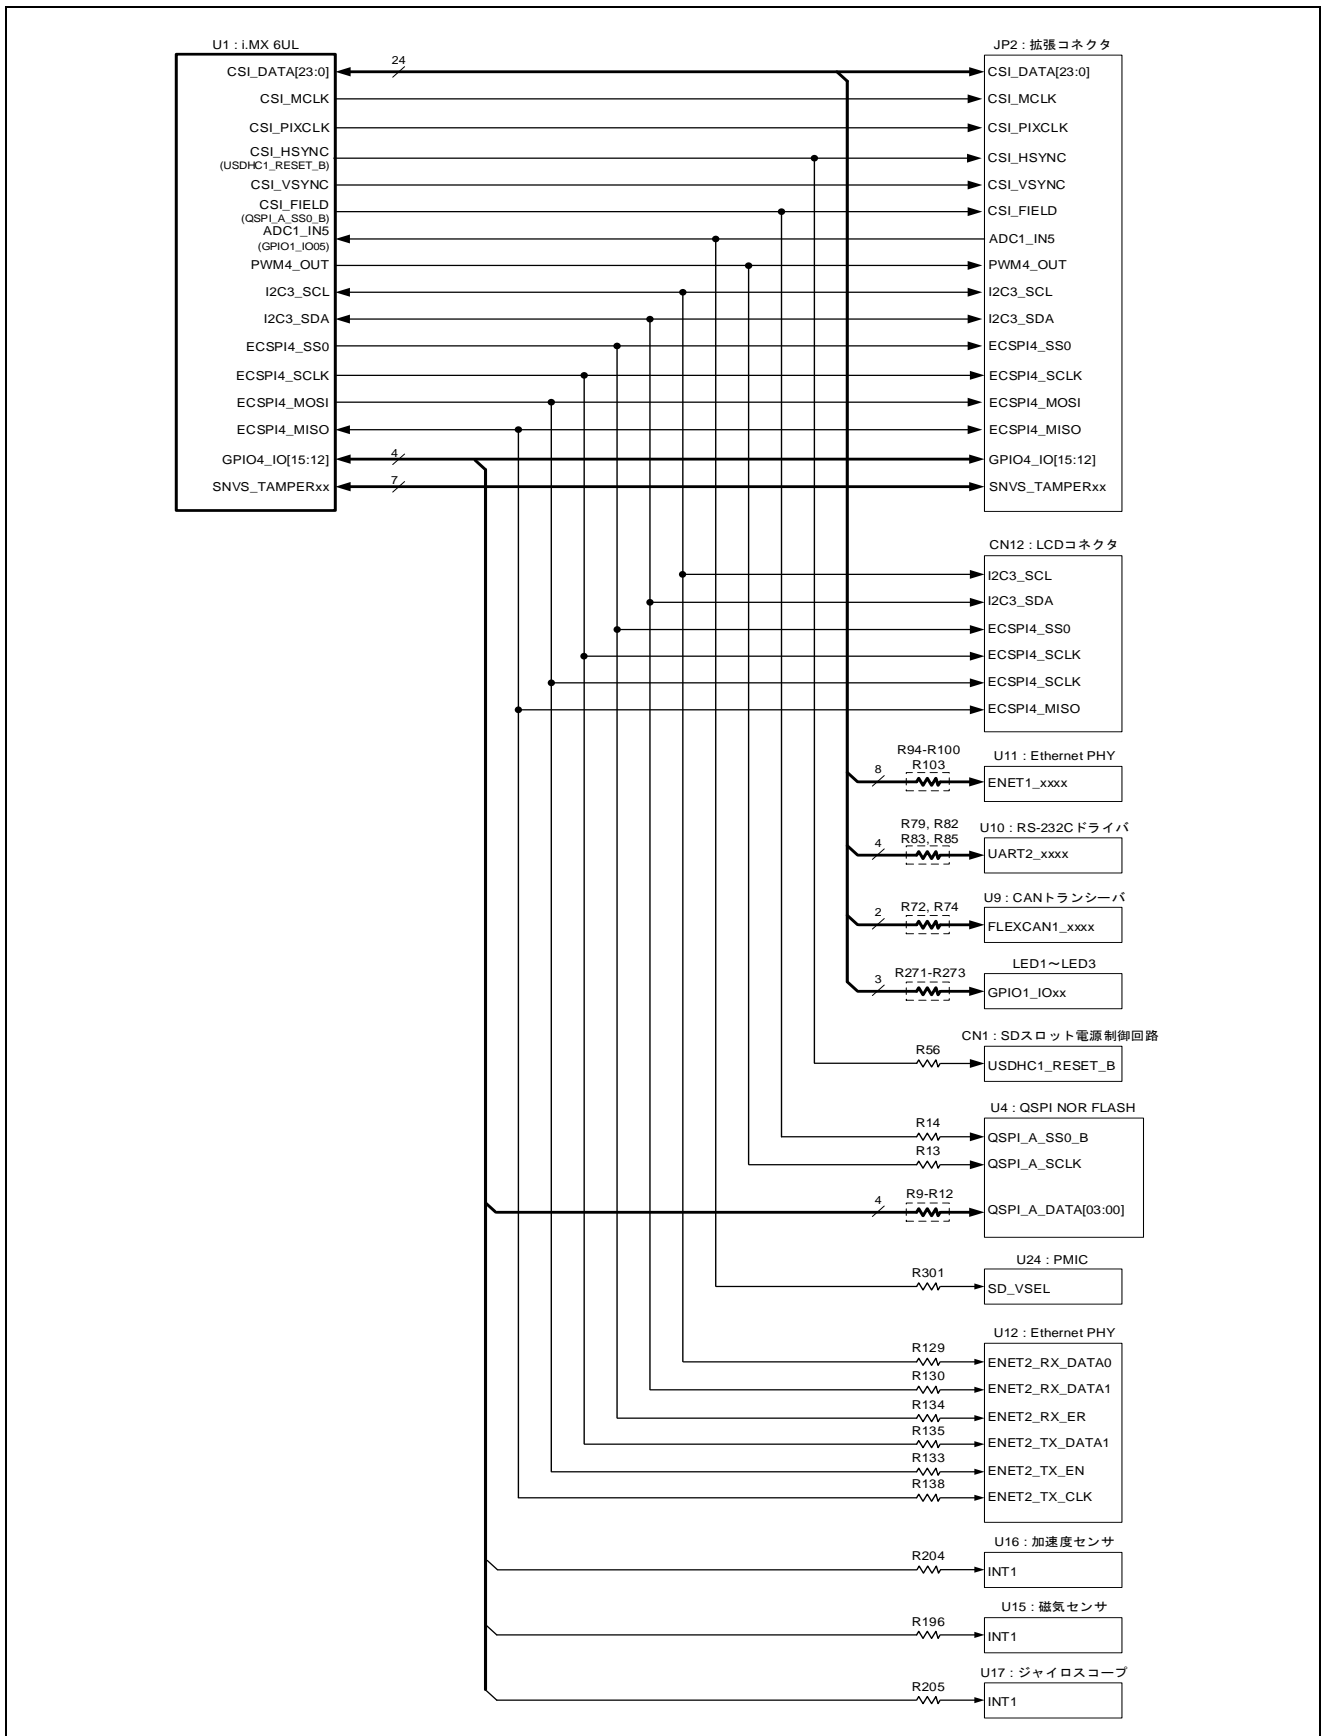 U1 : i.MX 6UL
CSI_DATA[23:0]
CSI_MCLK
CSI_PIXCLK
CSI_HSYNC
(USDHC1_RESET_B)
CSI_VSYNC
CSI_FIELD
(QSPI_A_SS0_B)
ADC1_IN5
(GPIO1_IO05)
PWM4_OUT
I2C3_SCL
I2C3_SDA
ECSPI4_SS0
ECSPI4_SCLK
ECSPI4_MOSI
ECSPI4_MISO
GPIO4_IO[15:12]
SNVS_TAMPERxx
24
4
7
JP2 : 拡張コネクタ
CSI_DATA[23:0]
CSI_MCLK
CSI_PIXCLK
CSI_HSYNC
CSI_VSYNC
CSI_FIELD
ADC1_IN5
PWM4_OUT
I2C3_SCL
I2C3_SDA
ECSPI4_SS0
ECSPI4_SCLK
ECSPI4_MOSI
ECSPI4_MISO
GPIO4_IO[15:12]
SNVS_TAMPERxx
CN12 : LCDコネクタ
I2C3_SCL
I2C3_SDA
ECSPI4_SS0
ECSPI4_SCLK
ECSPI4_SCLK
ECSPI4_MISO
U11 : Ethernet PHY
8
R94-R100
R103
ENET1_xxxx
U10 : RS-232Cドライバ
4
R79, R82
R83, R85
UART2_xxxx
U9 : CANトランシーバ
2
R72, R74
FLEXCAN1_xxxx
LED1～LED3
3
R271-R273
GPIO1_IOxx
CN1 : SDスロット電源制御回路
R56
USDHC1_RESET_B
U4 : QSPI NOR FLASH
R14
QSPI_A_SS0_B
R13
QSPI_A_SCLK
4
R9-R12
QSPI_A_DATA[03:00]
U24 : PMIC
R301
SD_VSEL
U12 : Ethernet PHY
R129
ENET2_RX_DATA0
R130
ENET2_RX_DATA1
R134
ENET2_RX_ER
R135
ENET2_TX_DATA1
R133
ENET2_TX_EN
R138
ENET2_TX_CLK
U16 : 加速度センサ
R204
INT1
U15 : 磁気センサ
R196
INT1
U17 : ジャイロスコープ
R205
INT1